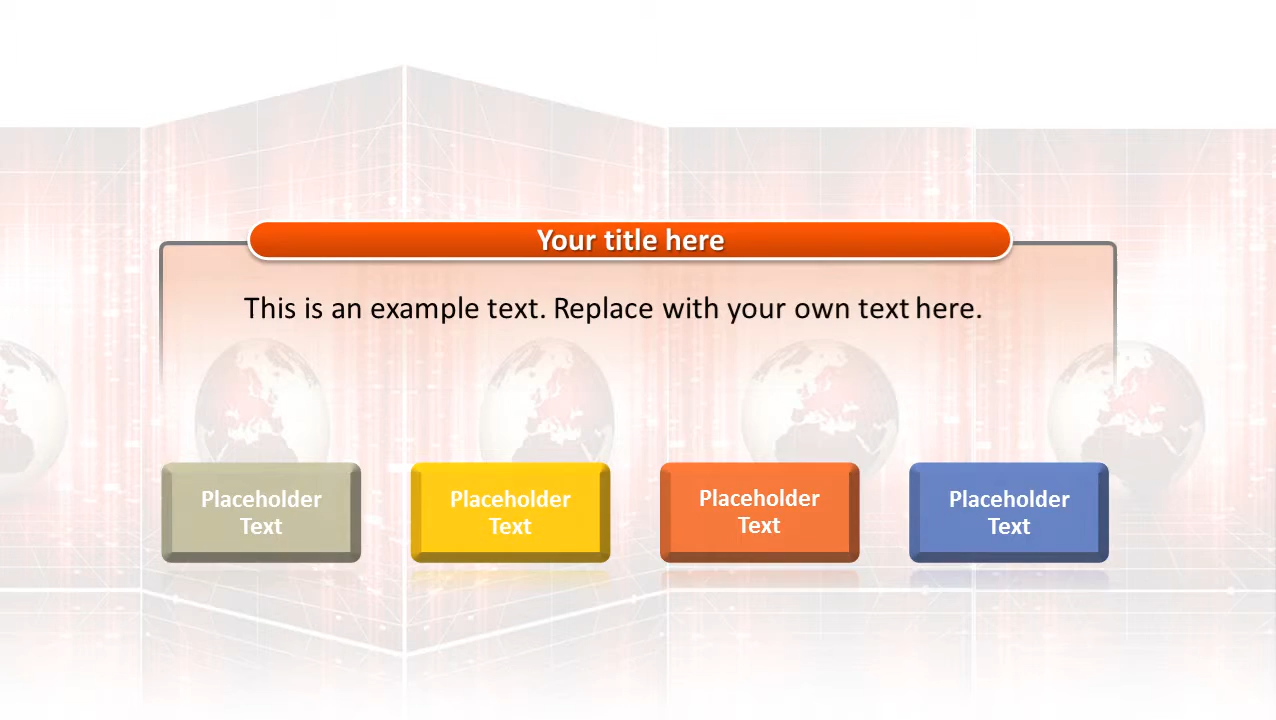 Your title here
This is an example text. Replace with your own text here.
Placeholder
Text
Placeholder
Text
Placeholder
Text
Placeholder
Text